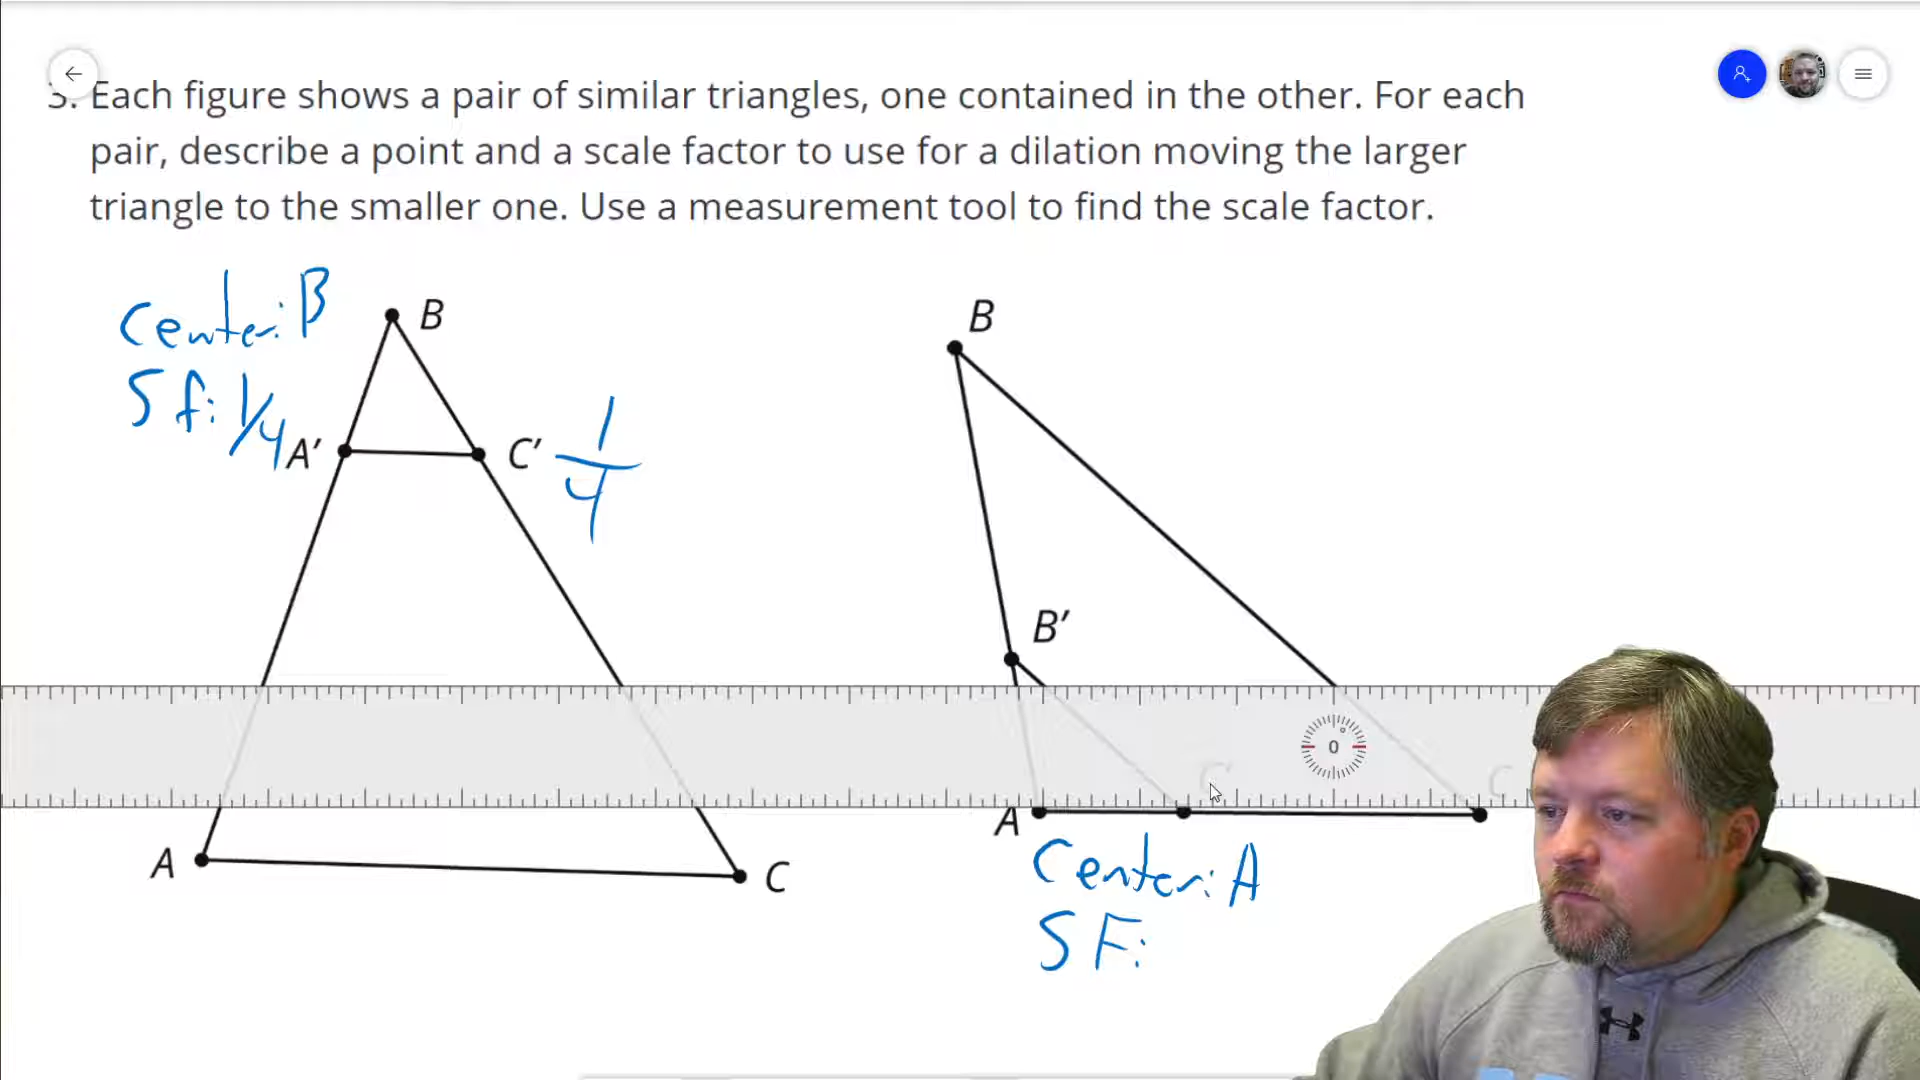 3. Each figure shows a pair of similar triangles, one contained in the other. For each
pair, describe a point and a scale factor to use for a dilation moving the larger
triangle to the smaller one. Use a measurement tool to find the scale factor.
Center: B
Sf: 1/4
B
A'
C'
1
4
A
C
B
B'
C'
0
C
A
Center: A
SF: